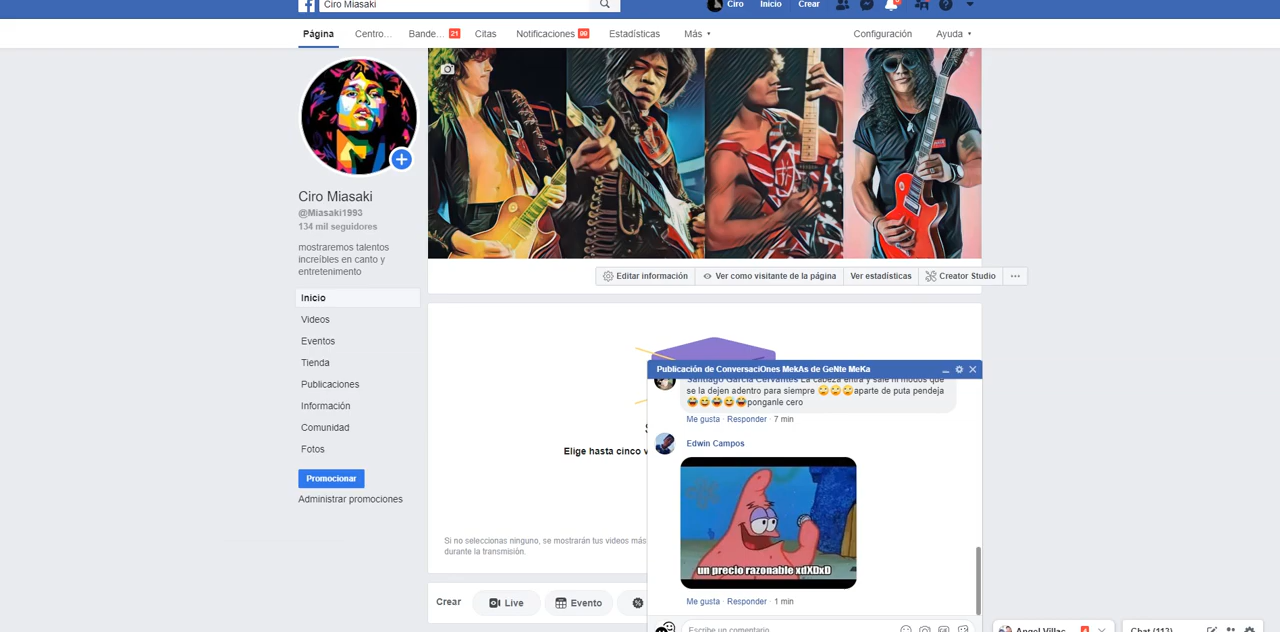 Ciro Miasaki
Ciro Inicio Crear
Página Centro... Bande... 21 Citas Notificaciones 99 Estadísticas Más Configuración Ayuda
Ciro Miasaki
@Miasaki1993
134 mil seguidores
mostraremos talentos
increíbles en canto y
entretenimiento
Inicio
Videos
Eventos
Tienda
Publicaciones
Información
Comunidad
Fotos
Promocionar
Administrar promociones
Editar información Ver como visitante de la página Ver estadísticas Creator Studio ...
Elige hasta cinco v
Si no seleccionas ninguno, se mostrarán tus videos más
durante la transmisión.
Crear Live Evento
Publicación de ConversaciOnes MekAs de GeNte MeKa
Santiago García Cervantes La cabeza entra y sale ni modos que
se la dejen adentro para siempre 🙄🙄🙄aparte de puta pendeja
😂😅😂😅😂ponganle cero
Me gusta · Responder · 7 min
Edwin Campos
un precio razonable xdXDxD
Me gusta · Responder · 1 min
Escribe un comentario...
Angel Villac... 4
Chat (113)